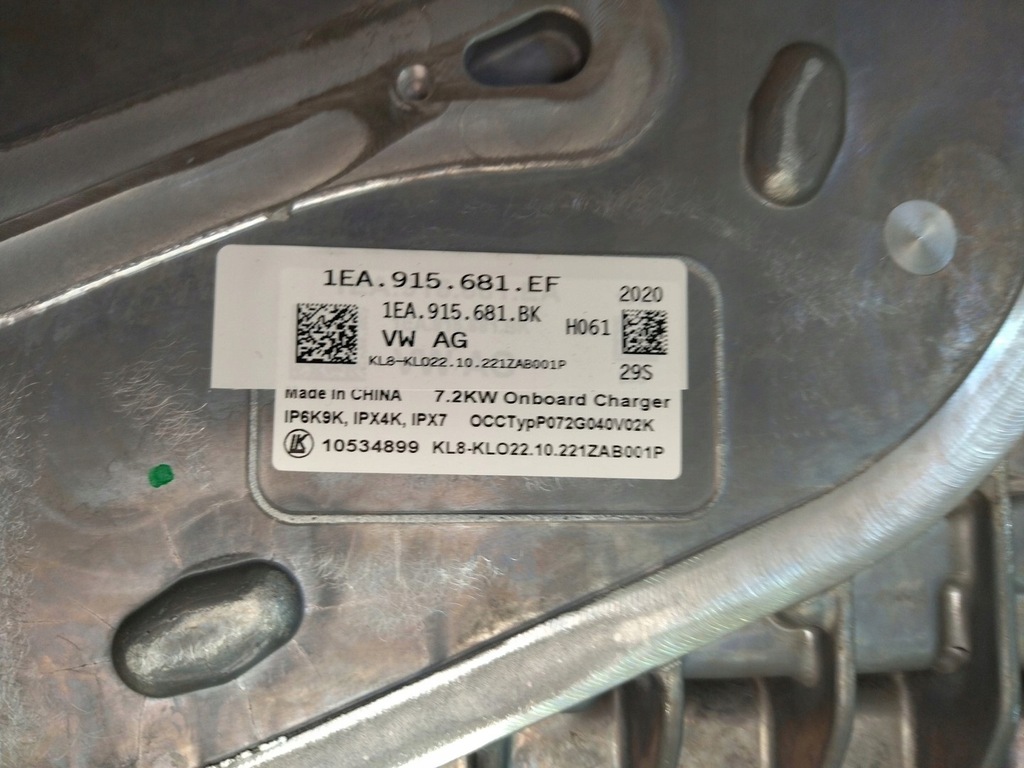 1EA.915.681.EF
2020
1EA.915.681.BK
H061
VW AG
KL8-KLO22.10.221ZAB001P
29S
Made in CHINA 7.2KW Onboard Charger
IP6K9K, IPX4K, IPX7 OCCTypP072G040V02K
LK 10534899 KL8-KLO22.10.221ZAB001P